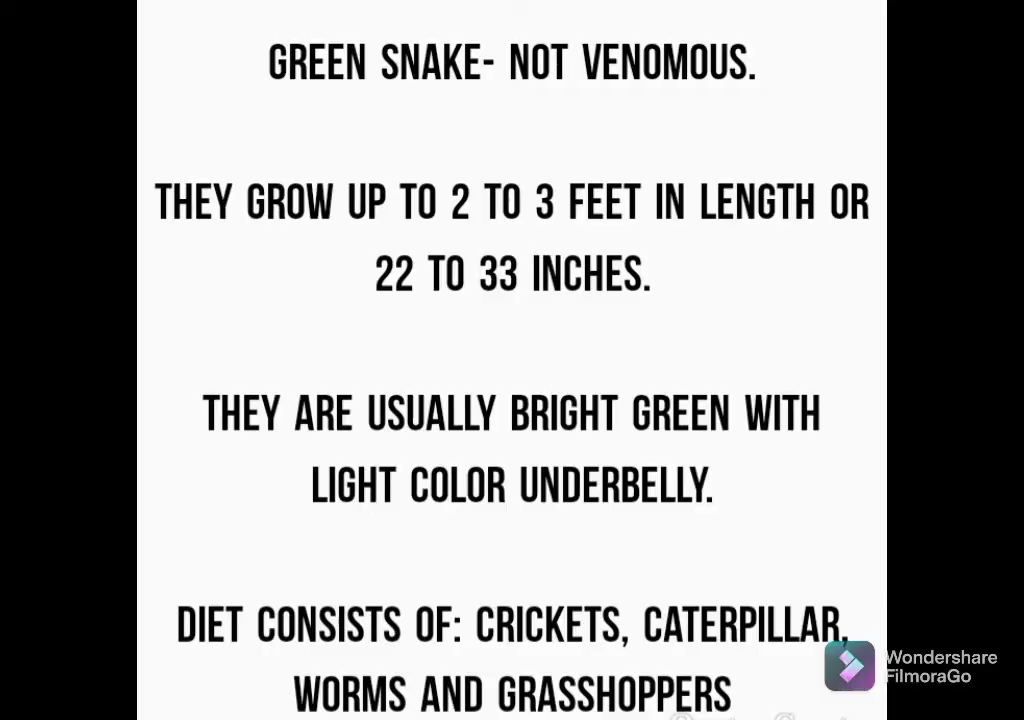 GREEN SNAKE- NOT VENOMOUS.
THEY GROW UP TO 2 TO 3 FEET IN LENGTH OR
22 TO 33 INCHES.
THEY ARE USUALLY BRIGHT GREEN WITH
LIGHT COLOR UNDERBELLY.
DIET CONSISTS OF: CRICKETS, CATERPILLAR,
WORMS AND GRASSHOPPERS
Wondershare
FilmoraGo